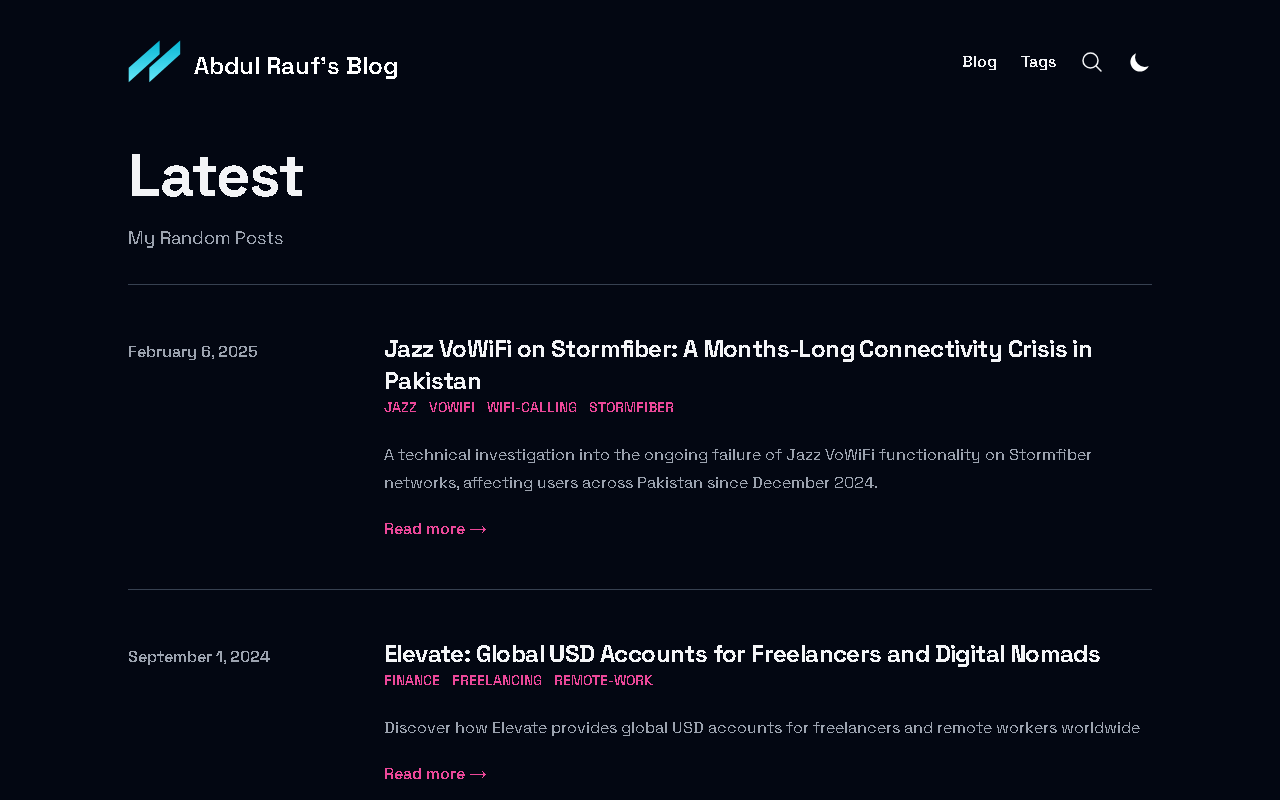 Abdul Rauf's Blog
Blog
Tags
Latest
My Random Posts
February 6, 2025
Jazz VoWiFi on Stormfiber: A Months-Long Connectivity Crisis in
Pakistan
JAZZ VOWIFI WIFI-CALLING STORMFIBER
A technical investigation into the ongoing failure of Jazz VoWiFi functionality on Stormfiber
networks, affecting users across Pakistan since December 2024.
Read more →
September 1, 2024
Elevate: Global USD Accounts for Freelancers and Digital Nomads
FINANCE FREELANCING REMOTE-WORK
Discover how Elevate provides global USD accounts for freelancers and remote workers worldwide
Read more →